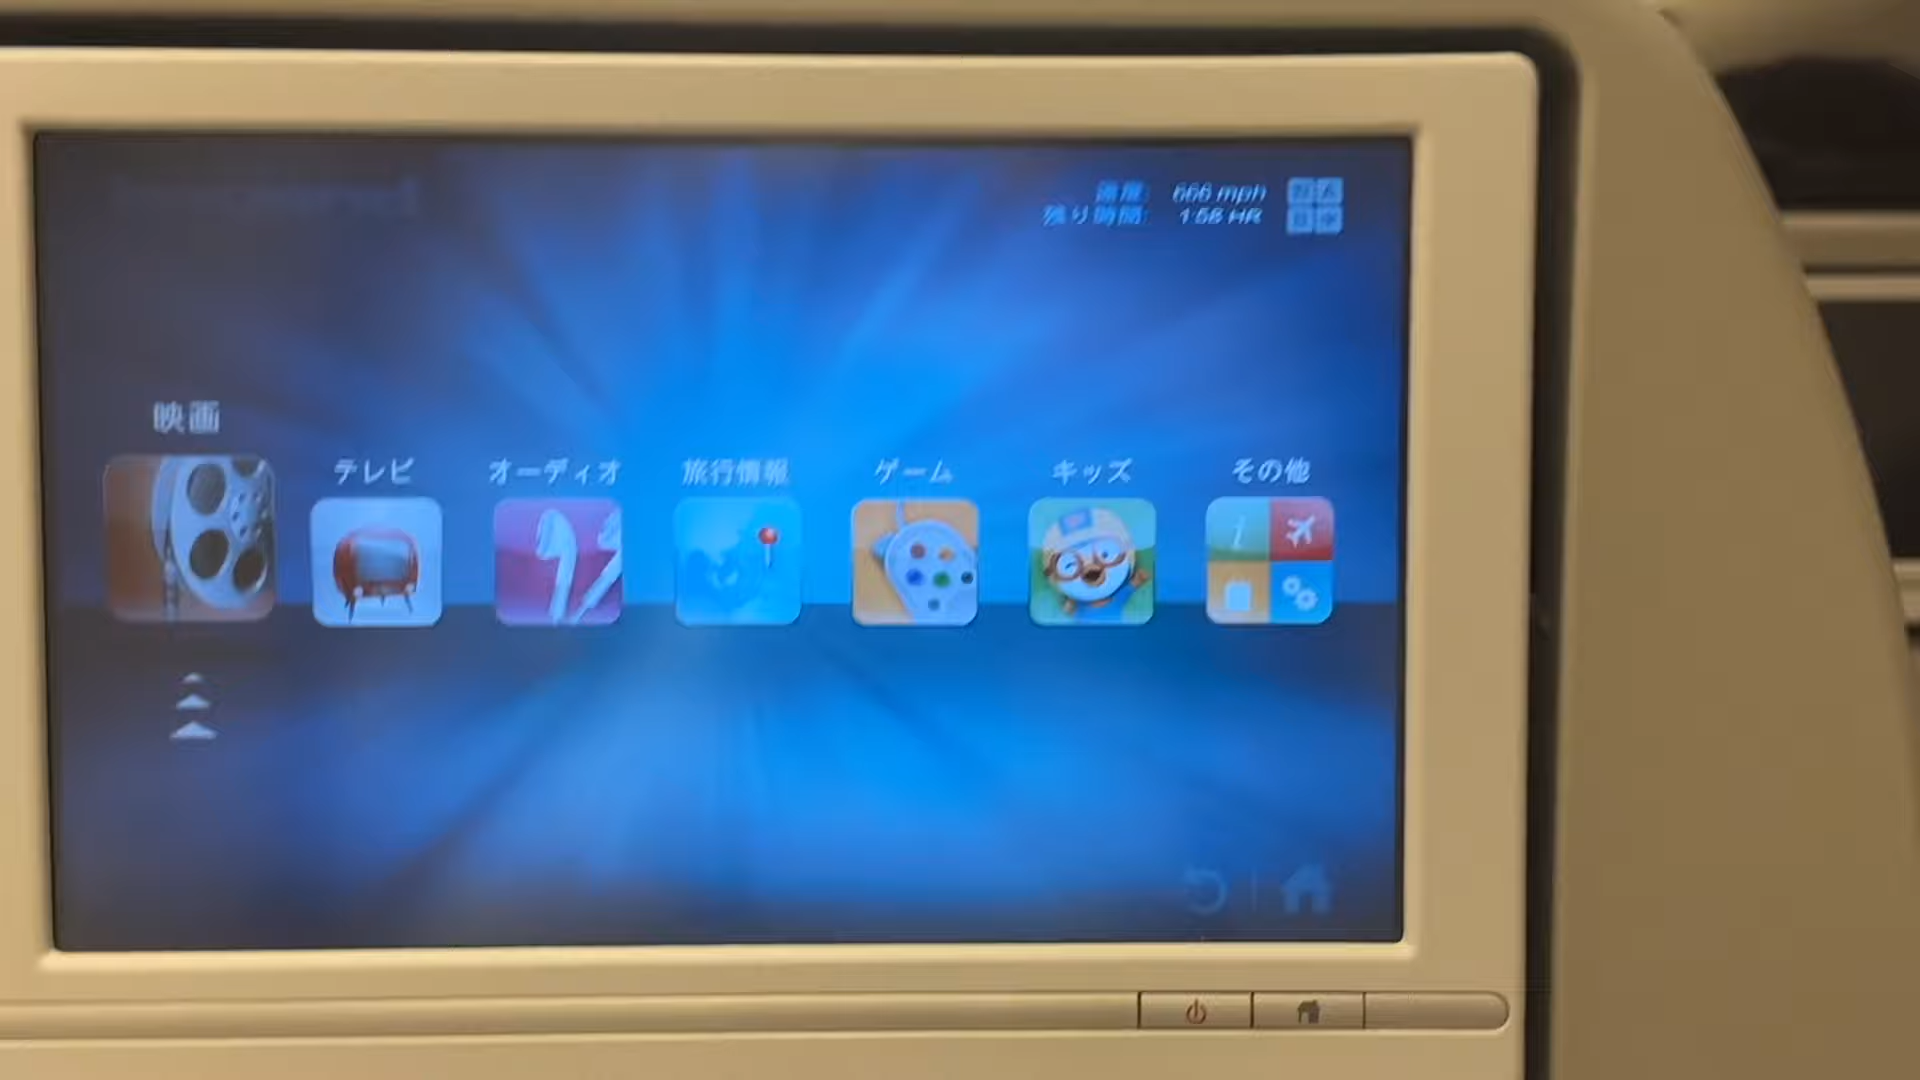 速度: 666 mph
残り時間: 1:58 HR
映画
テレビ
オーディオ
旅行情報
ゲーム
キッズ
その他